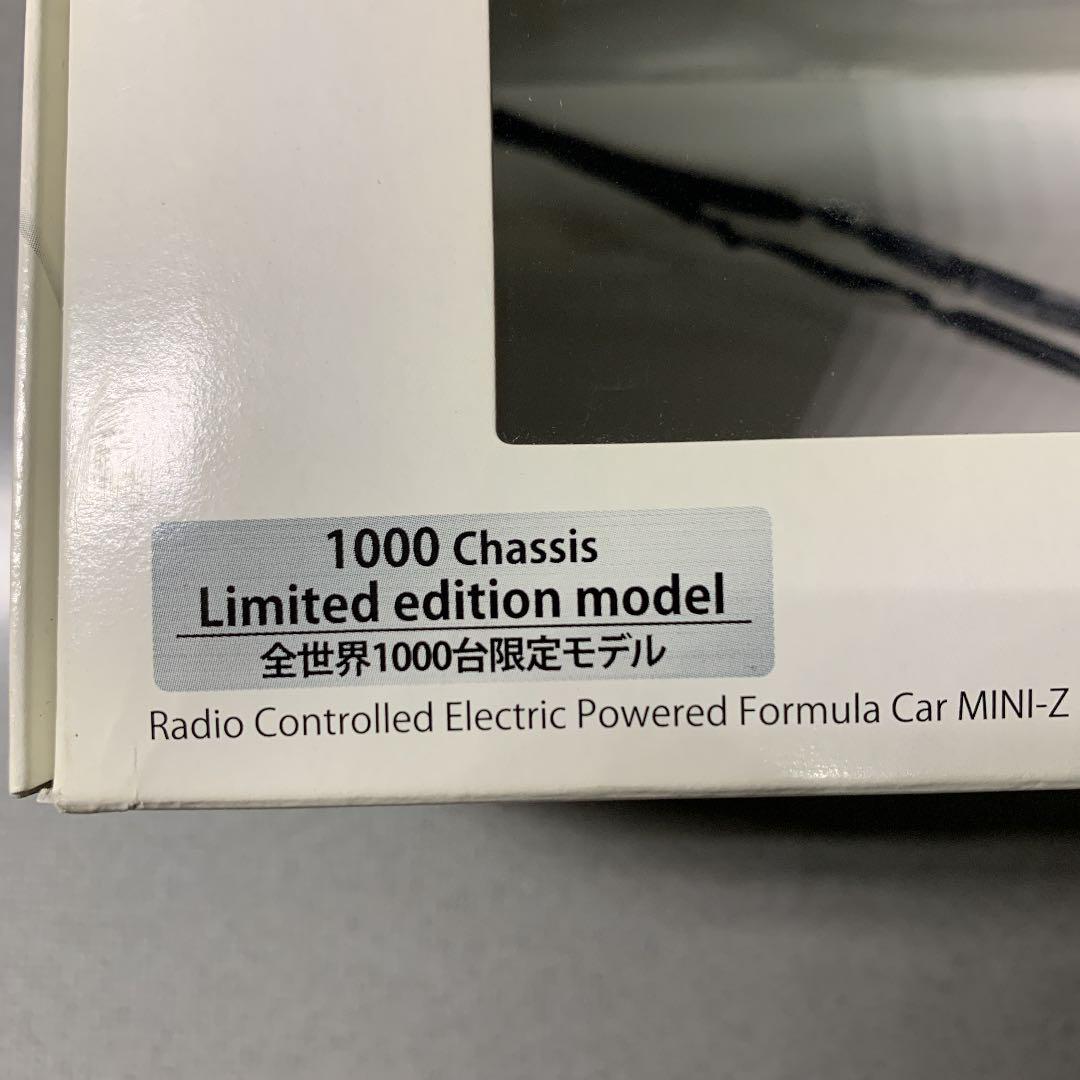 1000 Chassis
Limited edition model
全世界1000台限定モデル
Radio Controlled Electric Powered Formula Car MINI-Z